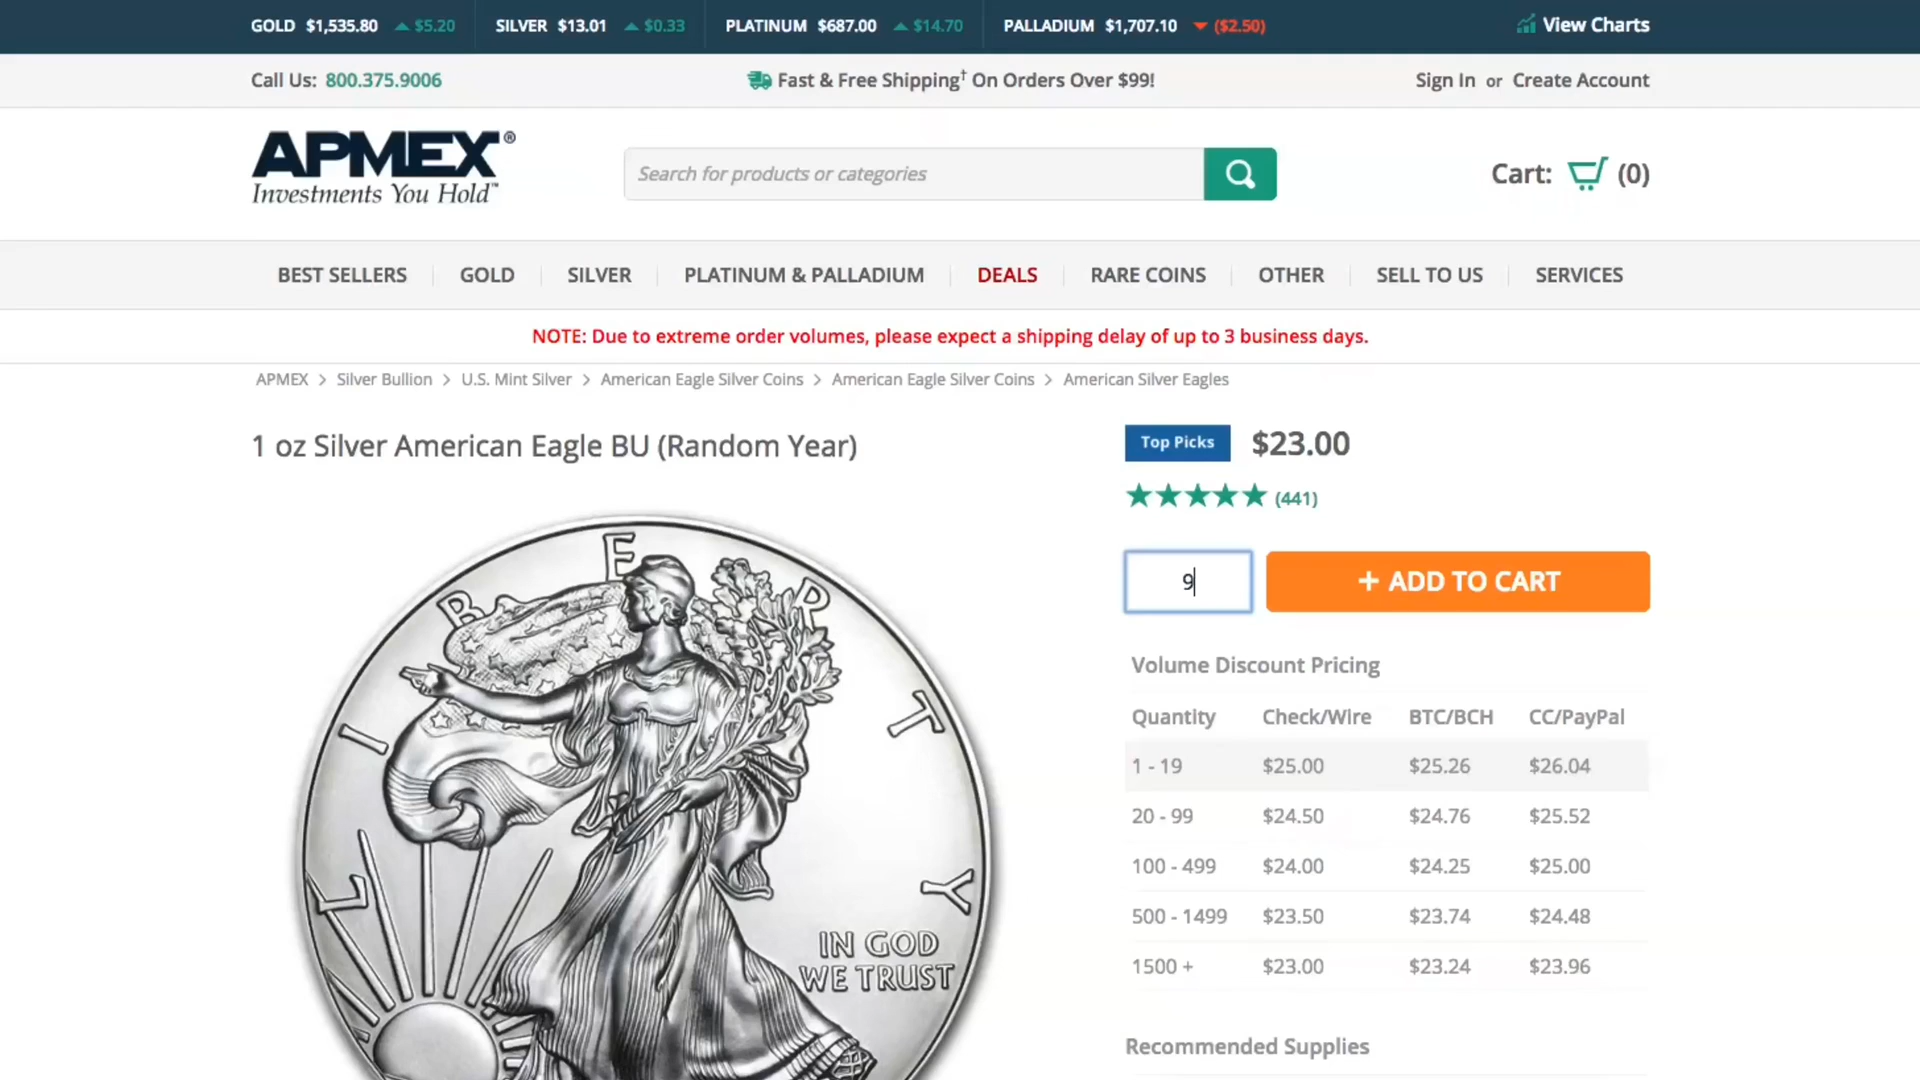 GOLD $1,535.80 $5.20 SILVER $13.01 $0.33 PLATINUM $687.00 $14.70 PALLADIUM $1,707.10 ($2.50) View Charts
Call Us: 800.375.9006 Fast & Free Shipping† On Orders Over $99! Sign In or Create Account
APMEX®
Investments You Hold™
Search for products or categories
Cart: (0)
BEST SELLERS GOLD SILVER PLATINUM & PALLADIUM DEALS RARE COINS OTHER SELL TO US SERVICES
NOTE: Due to extreme order volumes, please expect a shipping delay of up to 3 business days.
APMEX > Silver Bullion > U.S. Mint Silver > American Eagle Silver Coins > American Eagle Silver Coins > American Silver Eagles
1 oz Silver American Eagle BU (Random Year)
LIBERTY
IN GOD
WE TRUST
Top Picks $23.00
(441)
9
+ ADD TO CART
Volume Discount Pricing
Quantity Check/Wire BTC/BCH CC/PayPal
1 - 19 $25.00 $25.26 $26.04
20 - 99 $24.50 $24.76 $25.52
100 - 499 $24.00 $24.25 $25.00
500 - 1499 $23.50 $23.74 $24.48
1500 + $23.00 $23.24 $23.96
Recommended Supplies